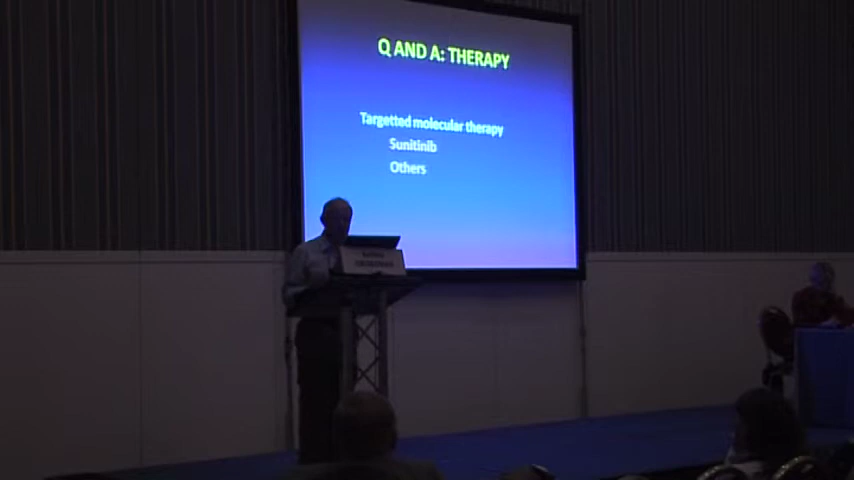 Q AND A: THERAPY
Targetted molecular therapy
Sunitinib
Others